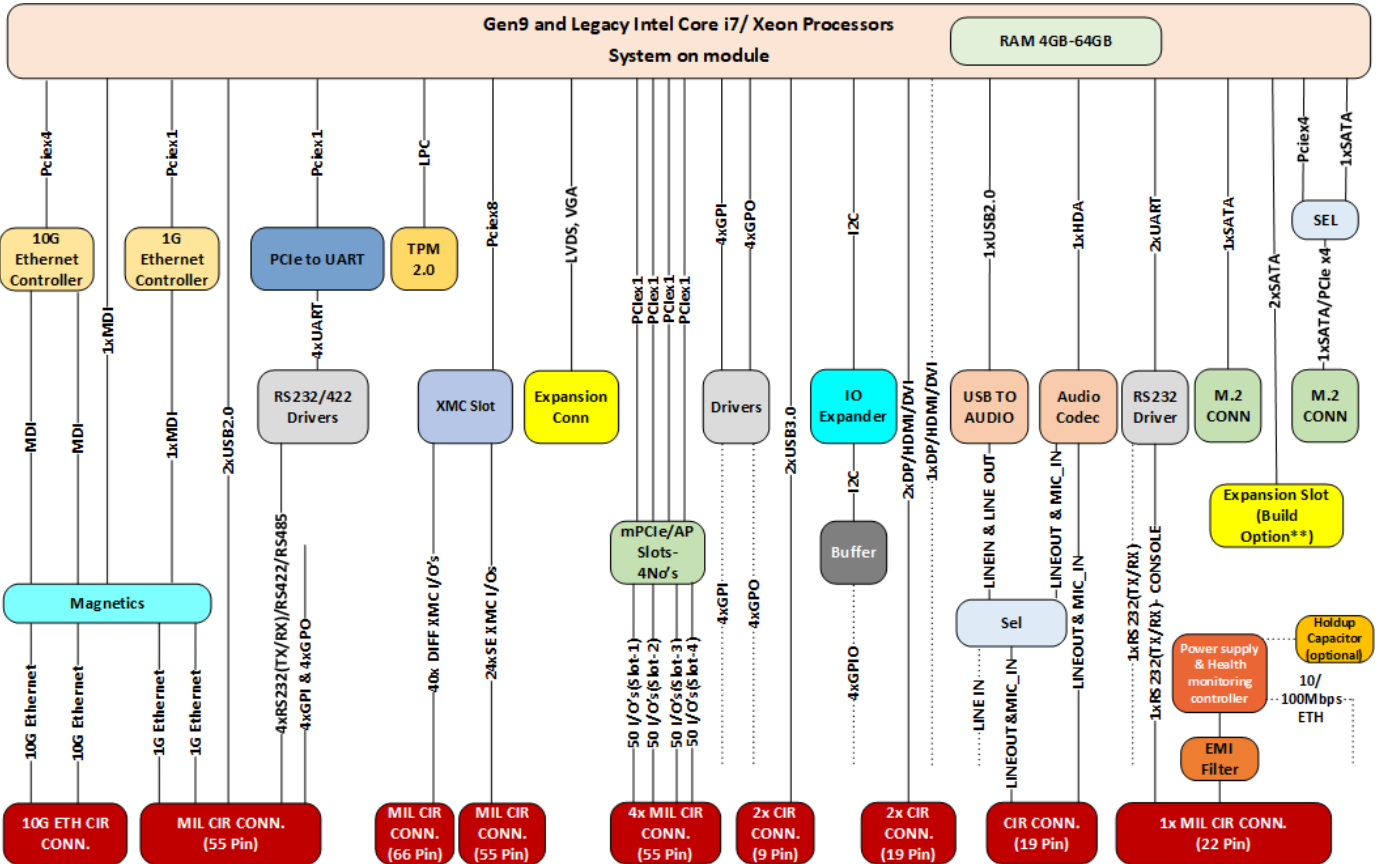 Gen9 and Legacy Intel Core i7/ Xeon Processors
System on module
RAM 4GB-64GB
Pciex4
1xMDI
Pciex1
2xUSB2.0
Pciex1
LPC
Pciex8
LVDS, VGA
PCIex1
PCIex1
PCIex1
PCIex1
4xGPI
4xGPO
2xUSB3.0
I2C
2xDP/HDMI/DVI
1xDP/HDMI/DVI
1xUSB2.0
1xHDA
2xUART
1xSATA
2xSATA
Pciex4
1xSATA
10G
Ethernet
Controller
1G
Ethernet
Controller
PCIe to UART
TPM
2.0
SEL
MDI
MDI
1xMDI
4xUART
1xSATA/PCIe x4
RS232/422
Drivers
XMC Slot
Expansion
Conn
Drivers
IO
Expander
USB TO
AUDIO
Audio
Codec
RS232
Driver
M.2
CONN
M.2
CONN
4xRS232(TX/RX)/RS422/RS485
4xGPI & 4xGPO
40x DIFF XMC I/O's
24xSE XMC I/Os
mPCIe/AP
Slots-
4No's
4xGPI
4xGPO
I2C
Buffer
4xGPIO
LINEIN & LINE OUT
LINEOUT & MIC_IN
LINEOUT & MIC_IN
1xRS232(TX/RX)
1xRS232(TX/RX)- CONSOLE
Expansion Slot
(Build
Option**)
Magnetics
Sel
Power supply
& Health
monitoring
controller
Holdup
Capacitor
(optional)
10/
100Mbps
ETH
10G Ethernet
10G Ethernet
1G Ethernet
1G Ethernet
50 I/O's(Slot-1)
50 I/O's(Slot-2)
50 I/O's(Slot-3)
50 I/O's(Slot-4)
LINE IN
LINEOUT&MIC_IN
EMI
Filter
10G ETH CIR
CONN.
MIL CIR CONN.
(55 Pin)
MIL CIR
CONN.
(66 Pin)
MIL CIR
CONN.
(55 Pin)
4x MIL CIR
CONN.
(55 Pin)
2x CIR
CONN.
(9 Pin)
2x CIR
CONN.
(19 Pin)
CIR CONN.
(19 Pin)
1x MIL CIR CONN.
(22 Pin)